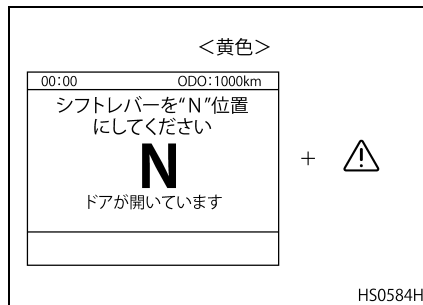 ＜黄色＞
00:00 ODO:1000km
シフトレバーを“N”位置
にしてください
N
ドアが開いています
+
HS0584H